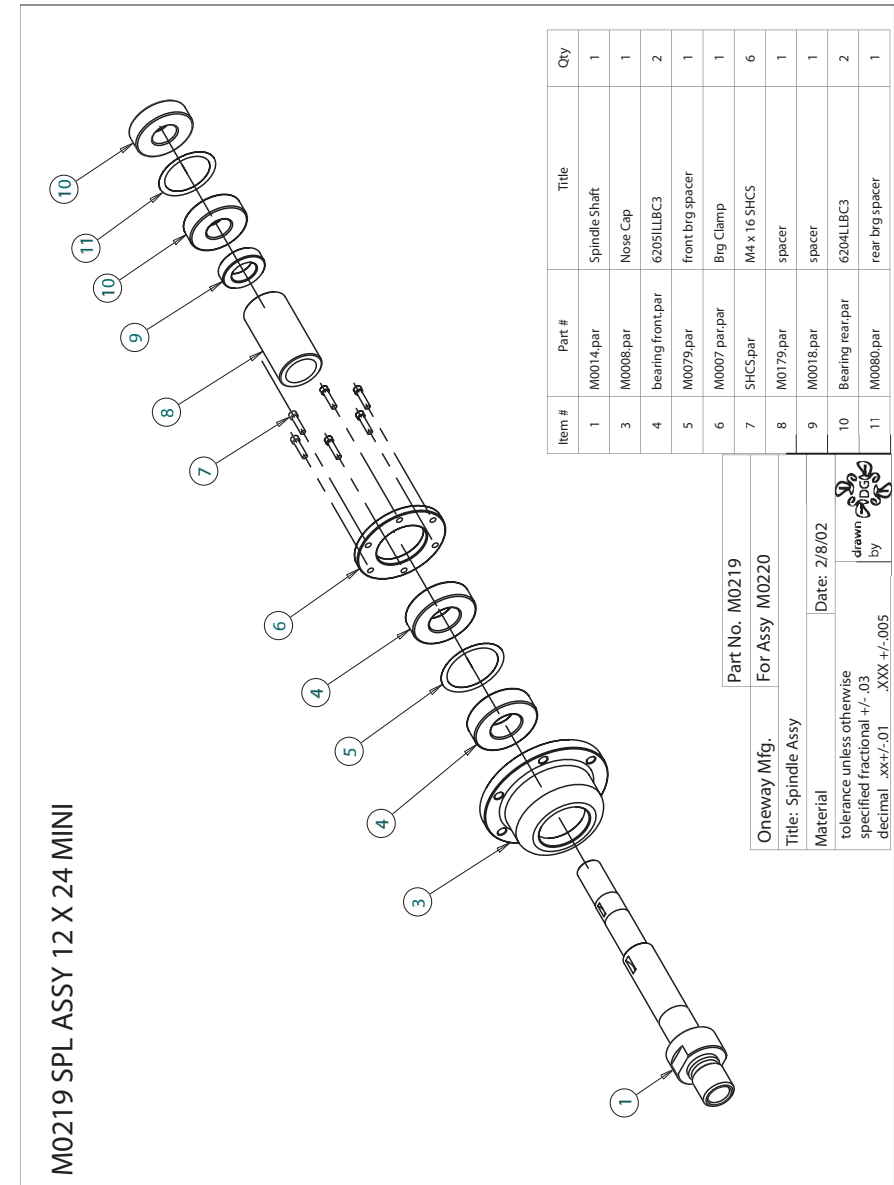 M0219 SPL ASSY 12 X 24 MINI
1
3
4
5
4
6
7
8
9
10
11
10
Item # Part # Title Qty
1 M0014.par Spindle Shaft 1
3 M0008.par Nose Cap 1
4 bearing front.par 6205lLLBC3 2
5 M0079.par front brg spacer 1
6 M0007 par.par Brg Clamp 1
7 SHCS.par M4 x 16 SHCS 6
8 M0179.par spacer 1
9 M0018.par spacer 1
10 Bearing rear.par 6204LLBC3 2
11 M0080.par rear brg spacer 1
Part No. M0219
Oneway Mfg. For Assy M0220
Title: Spindle Assy
Material Date: 2/8/02
tolerance unless otherwise
specified fractional +/- .03
decimal .xx+/-.01 .XXX +/-.005
drawn
by
DG